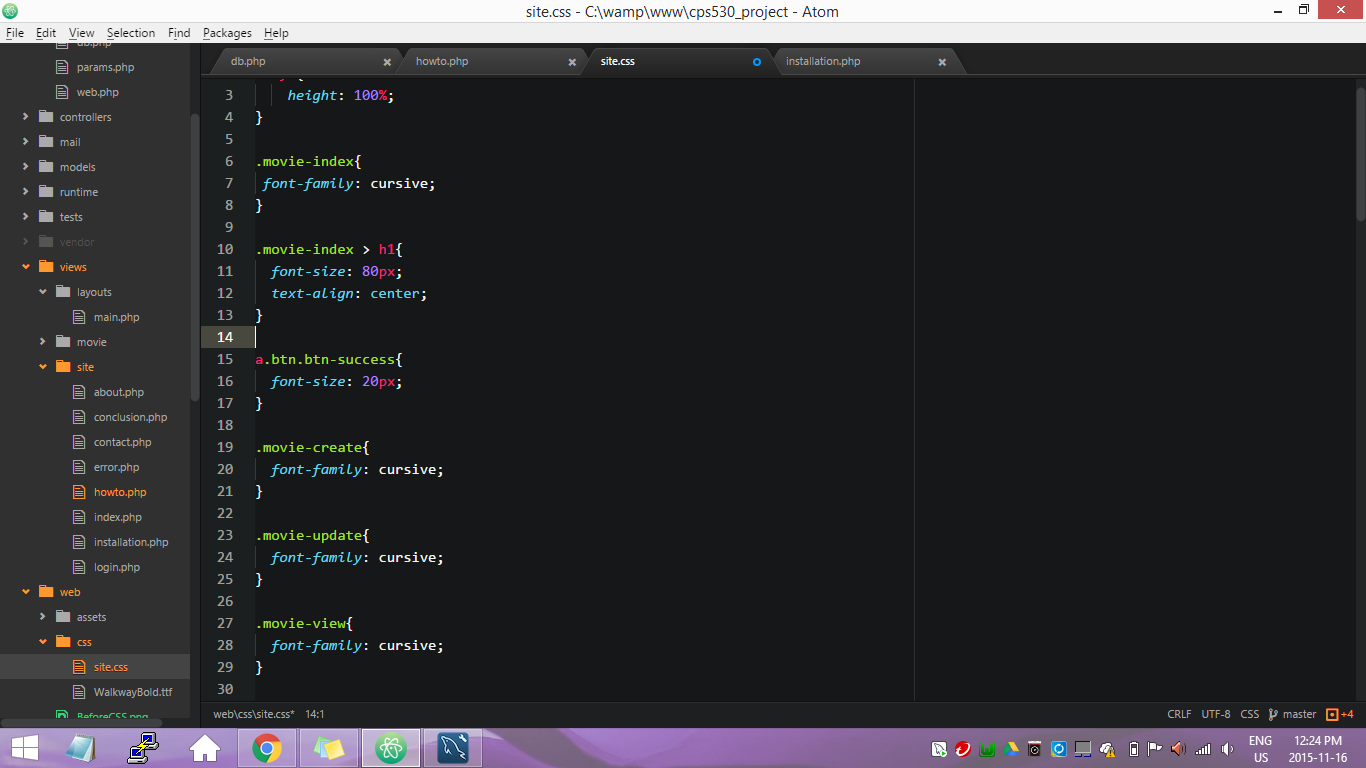 site.css - C:\wamp\www\cps530_project - Atom
File Edit View Selection Find Packages Help
db.php
params.php
web.php
controllers
mail
models
runtime
tests
vendor
views
layouts
main.php
movie
site
about.php
conclusion.php
contact.php
error.php
howto.php
index.php
installation.php
login.php
web
assets
css
site.css
WalkwayBold.ttf
BeforeCSS.png
db.php howto.php site.css installation.php
3 height: 100%;
4 }
5
6 .movie-index{
7 font-family: cursive;
8 }
9
10 .movie-index > h1{
11 font-size: 80px;
12 text-align: center;
13 }
14
15 a.btn.btn-success{
16 font-size: 20px;
17 }
18
19 .movie-create{
20 font-family: cursive;
21 }
22
23 .movie-update{
24 font-family: cursive;
25 }
26
27 .movie-view{
28 font-family: cursive;
29 }
30
web\css\site.css* 14:1 CRLF UTF-8 CSS master +4
ENG 12:24 PM
US 2015-11-16